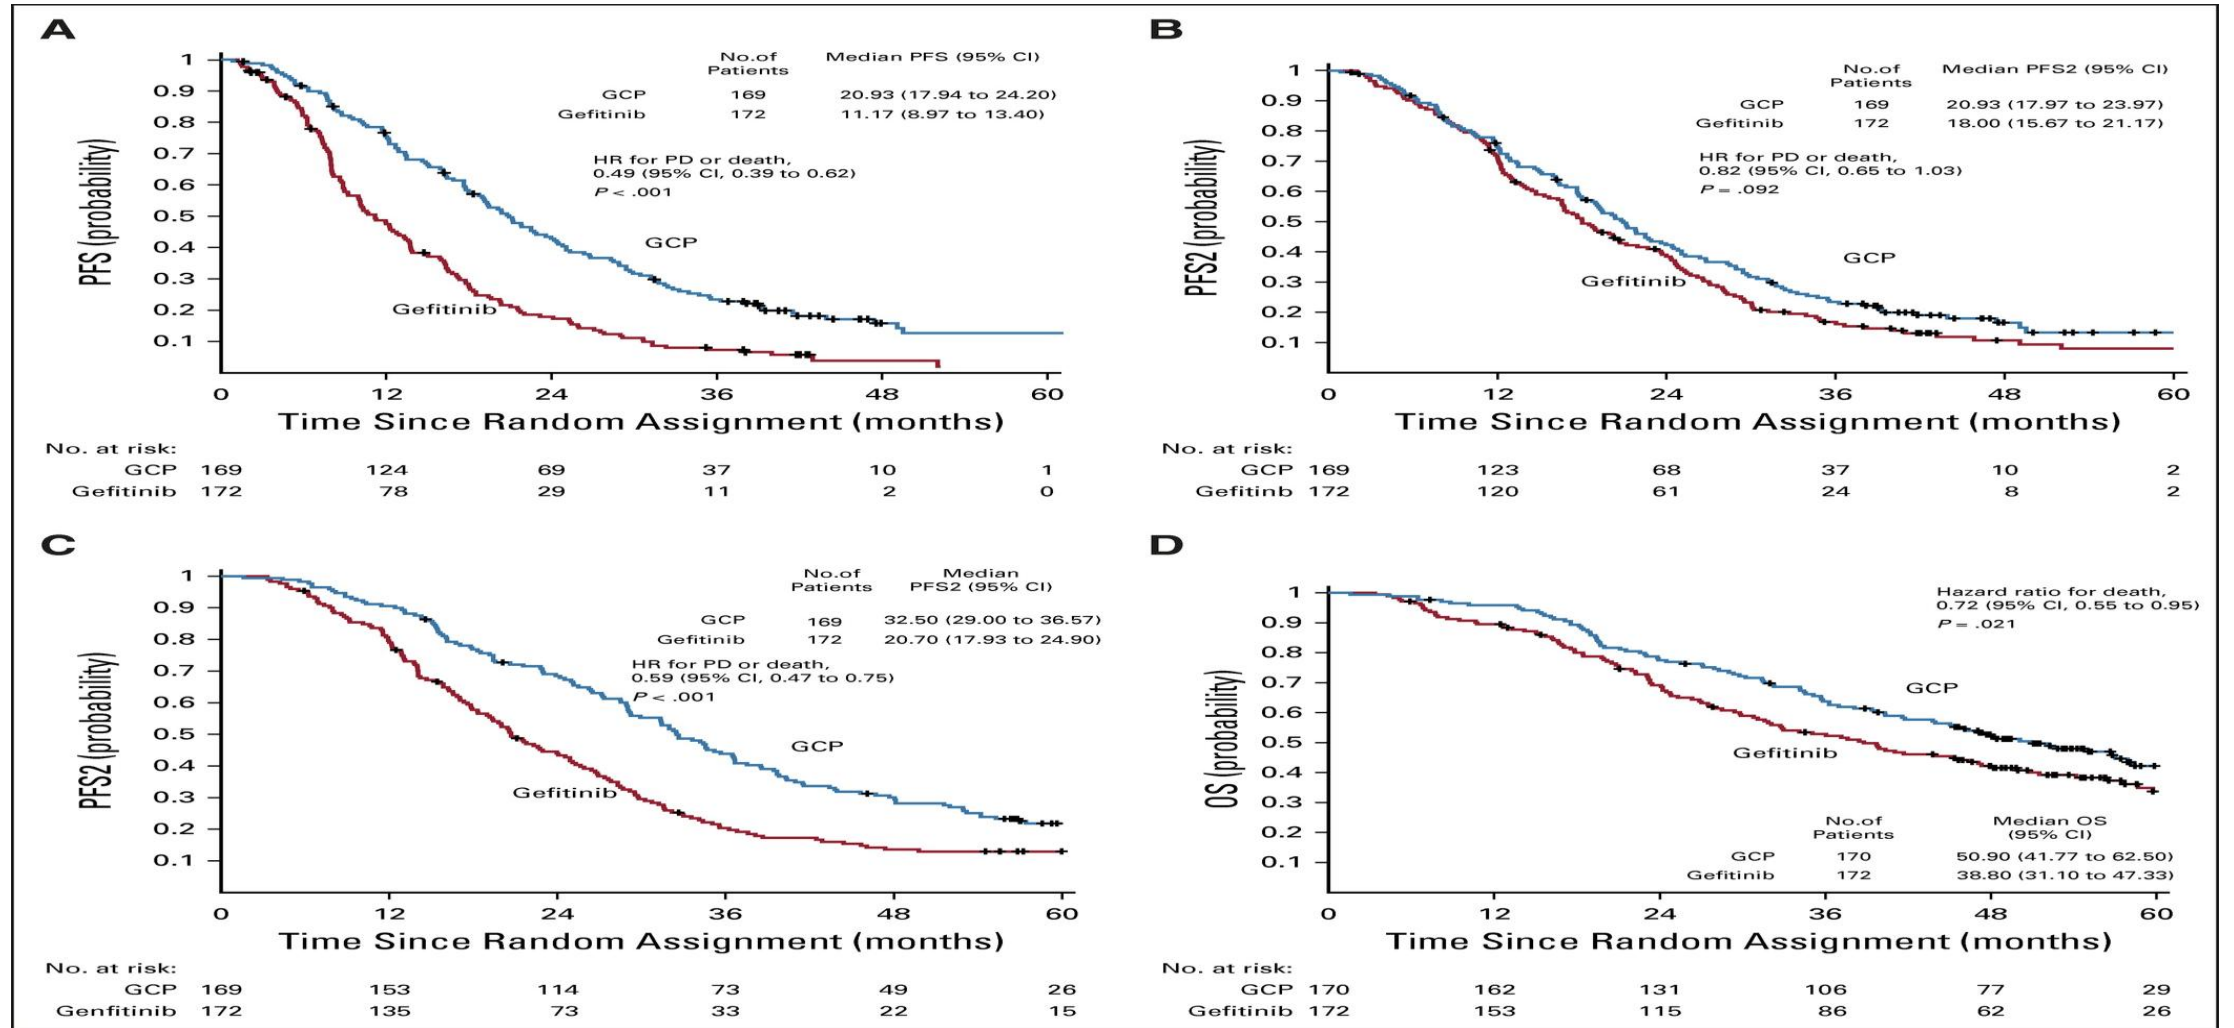 A
PFS (probability)
1
0.9
0.8
0.7
0.6
0.5
0.4
0.3
0.2
0.1
No.of Patients Median PFS (95% CI)
GCP 169 20.93 (17.94 to 24.20)
Gefitinib 172 11.17 (8.97 to 13.40)
HR for PD or death,
0.49 (95% CI, 0.39 to 0.62)
P < .001
GCP
Gefitinib
0 12 24 36 48 60
Time Since Random Assignment (months)
No. at risk:
GCP 169 124 69 37 10 1
Gefitinib 172 78 29 11 2 0
B
PFS2 (probability)
1
0.9
0.8
0.7
0.6
0.5
0.4
0.3
0.2
0.1
No.of Patients Median PFS2 (95% CI)
GCP 169 20.93 (17.97 to 23.97)
Gefitinib 172 18.00 (15.67 to 21.17)
HR for PD or death,
0.82 (95% CI, 0.65 to 1.03)
P = .092
GCP
Gefitinib
0 12 24 36 48 60
Time Since Random Assignment (months)
No. at risk:
GCP 169 123 68 37 10 2
Gefitinb 172 120 61 24 8 2
C
PFS2 (probability)
1
0.9
0.8
0.7
0.6
0.5
0.4
0.3
0.2
0.1
No.of Patients Median PFS2 (95% CI)
GCP 169 32.50 (29.00 to 36.57)
Gefitinib 172 20.70 (17.93 to 24.90)
HR for PD or death,
0.59 (95% CI, 0.47 to 0.75)
P < .001
GCP
Gefitinib
0 12 24 36 48 60
Time Since Random Assignment (months)
No. at risk:
GCP 169 153 114 73 49 26
Genfitinib 172 135 73 33 22 15
D
OS (probability)
1
0.9
0.8
0.7
0.6
0.5
0.4
0.3
0.2
0.1
Hazard ratio for death,
0.72 (95% CI, 0.55 to 0.95)
P = .021
GCP
Gefitinib
No.of Patients Median OS (95% CI)
GCP 170 50.90 (41.77 to 62.50)
Gefitinib 172 38.80 (31.10 to 47.33)
0 12 24 36 48 60
Time Since Random Assignment (months)
No. at risk:
GCP 170 162 131 106 77 29
Gefitinib 172 153 115 86 62 26